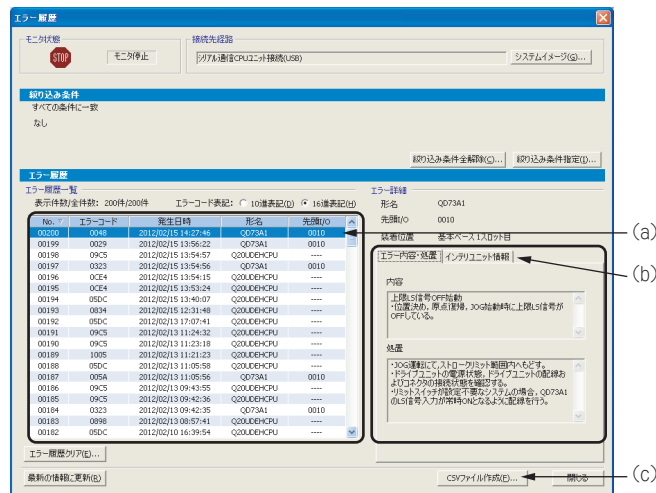 エラー履歴
モニタ状態
STOP
モニタ停止
接続先経路
シリアル通信CPUユニット接続(USB)
システムイメージ(G)...
絞り込み条件
すべての条件に一致
なし
絞り込み条件全解除(C)...
絞り込み条件指定(I)...
エラー履歴
エラー履歴一覧
表示件数/全件数： 200件/200件
エラーコード表記： 10進表記(D) 16進表記(H)
No. エラーコード 発生日時 形名 先頭I/O
00200 0048 2012/02/15 14:27:46 QD73A1 0010
00199 0029 2012/02/15 13:56:22 QD73A1 0010
00198 09C5 2012/02/15 13:54:57 Q20UDEHCPU ----
00197 0323 2012/02/15 13:54:56 QD73A1 0010
00196 0CE4 2012/02/15 13:54:15 Q20UDEHCPU ----
00195 0CE4 2012/02/15 13:53:24 Q20UDEHCPU ----
00194 05DC 2012/02/15 13:40:07 Q20UDEHCPU ----
00193 0834 2012/02/15 12:31:48 Q20UDEHCPU ----
00192 05DC 2012/02/13 17:07:41 Q20UDEHCPU ----
00191 09C5 2012/02/13 11:24:32 Q20UDEHCPU ----
00190 09C5 2012/02/13 11:23:18 Q20UDEHCPU ----
00189 1005 2012/02/13 11:21:23 Q20UDEHCPU ----
00188 05DC 2012/02/13 11:05:58 Q20UDEHCPU ----
00187 005A 2012/02/13 11:05:56 QD73A1 0010
00186 09C5 2012/02/13 09:43:55 Q20UDEHCPU ----
00185 09C5 2012/02/13 09:42:36 Q20UDEHCPU ----
00184 0323 2012/02/13 09:42:35 QD73A1 0010
00183 0898 2012/02/13 08:57:41 Q20UDEHCPU ----
00182 05DC 2012/02/10 16:39:54 Q20UDEHCPU ----
エラー詳細
形名 QD73A1
先頭I/O 0010
装着位置 基本ベース1スロット目
エラー内容・処置 インテリユニット情報
内容
上限LS信号OFF始動
・位置決め，原点復帰，JOG始動時に上限LS信号が
OFFしている。
処置
・JOG運転にて，ストロークリミット範囲内へもどす。
・ドライブユニットの電源状態，ドライブユニットの配線お
よびコネクタの接続状態を確認する。
・リミットスイッチが設定不要なシステムの場合，QD73A1
のLS信号入力が常時ONとなるように配線を行う。
(a)
(b)
(c)
エラー履歴クリア(E)...
最新の情報に更新(R)
CSVファイル作成(F)...
閉じる